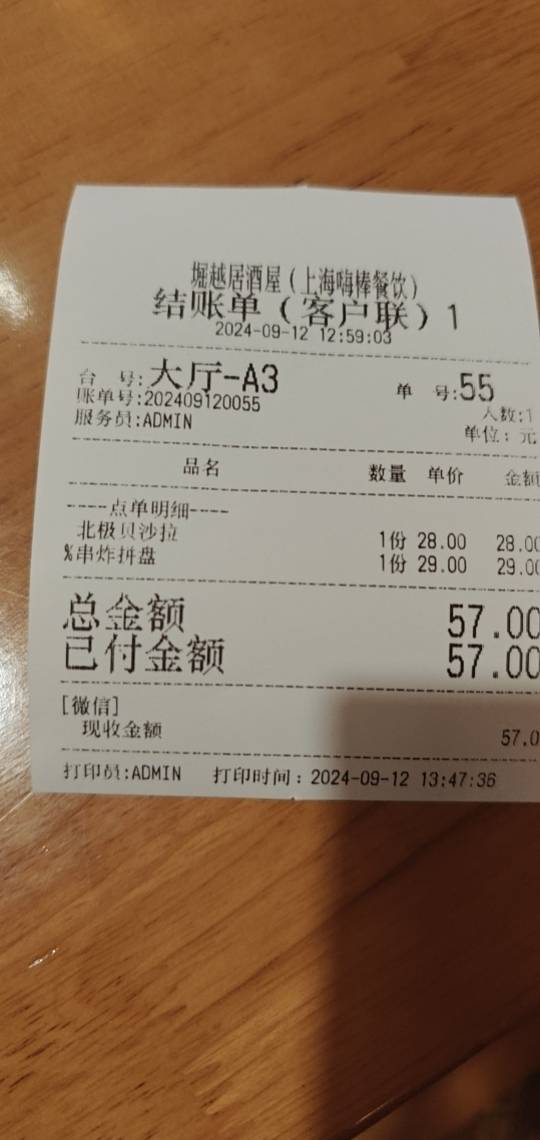 堀越居酒屋（上海嗨棒餐饮）
结账单（客户联）1
2024-09-12 12:59:03
台 号:大厅-A3 单 号:55
账单号:202409120055 人数:1
服务员:ADMIN 单位: 元
品名 数量 单价 金额
----点单明细----
北极贝沙拉 1份 28.00 28.00
%串炸拼盘 1份 29.00 29.00
总金额 57.00
已付金额 57.00
[微信]
现收金额 57.0
打印员:ADMIN 打印时间：2024-09-12 13:47:36